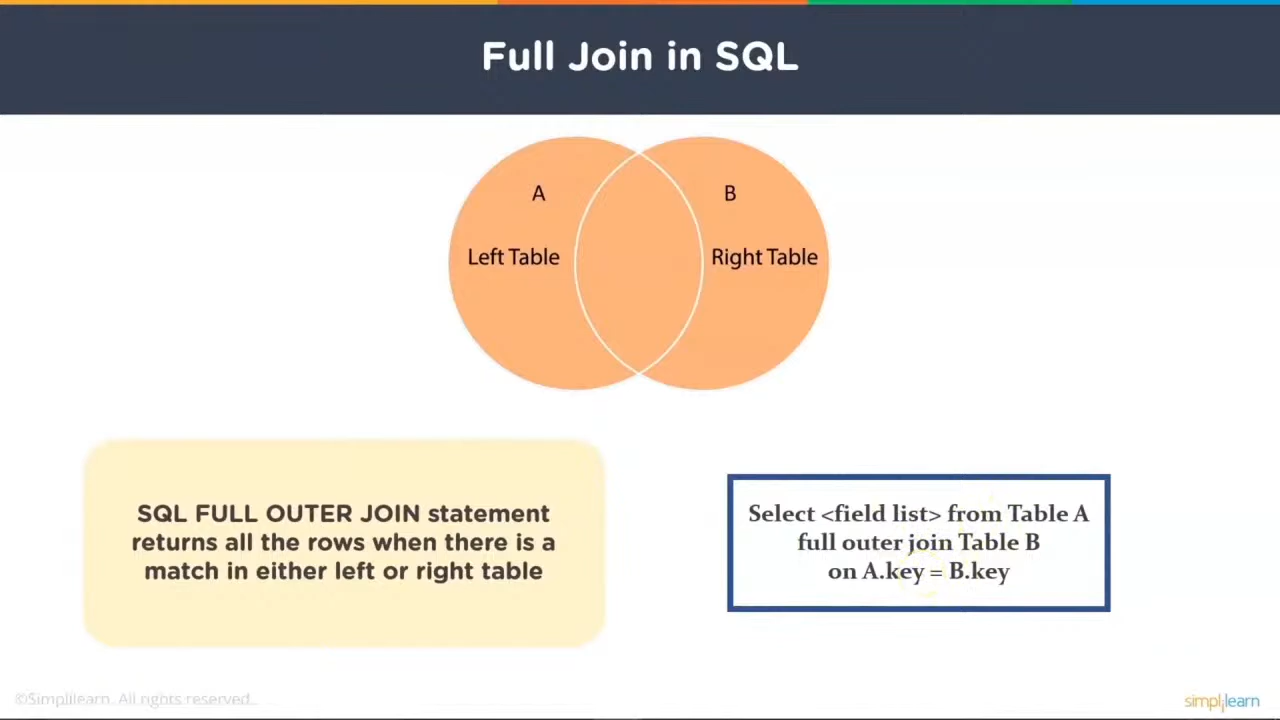 Full Join in SQL
A
B
Left Table
Right Table
SQL FULL OUTER JOIN statement
returns all the rows when there is a
match in either left or right table
Select <field list> from Table A
full outer join Table B
on A.key = B.key
©Simplilearn. All rights reserved.
simplilearn